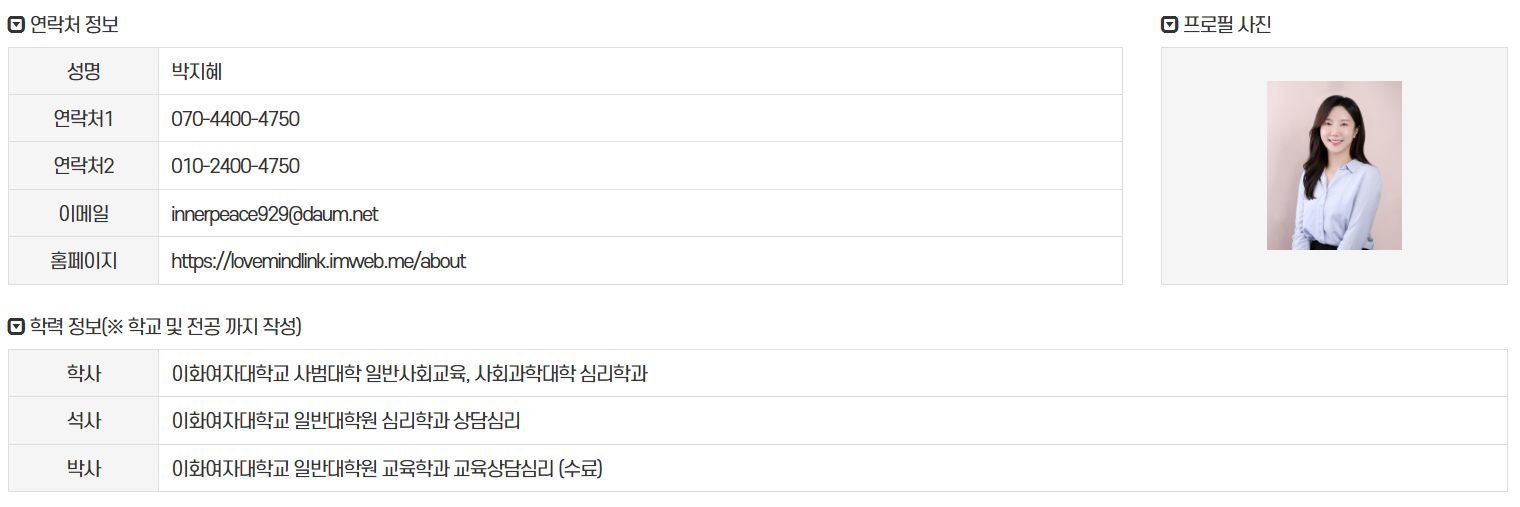 연락처 정보
성명 박지혜
연락처1 070-4400-4750
연락처2 010-2400-4750
이메일 innerpeace929@daum.net
홈페이지 https://lovemindlink.imweb.me/about
프로필 사진
학력 정보(※ 학교 및 전공 까지 작성)
학사 이화여자대학교 사범대학 일반사회교육, 사회과학대학 심리학과
석사 이화여자대학교 일반대학원 심리학과 상담심리
박사 이화여자대학교 일반대학원 교육학과 교육상담심리 (수료)